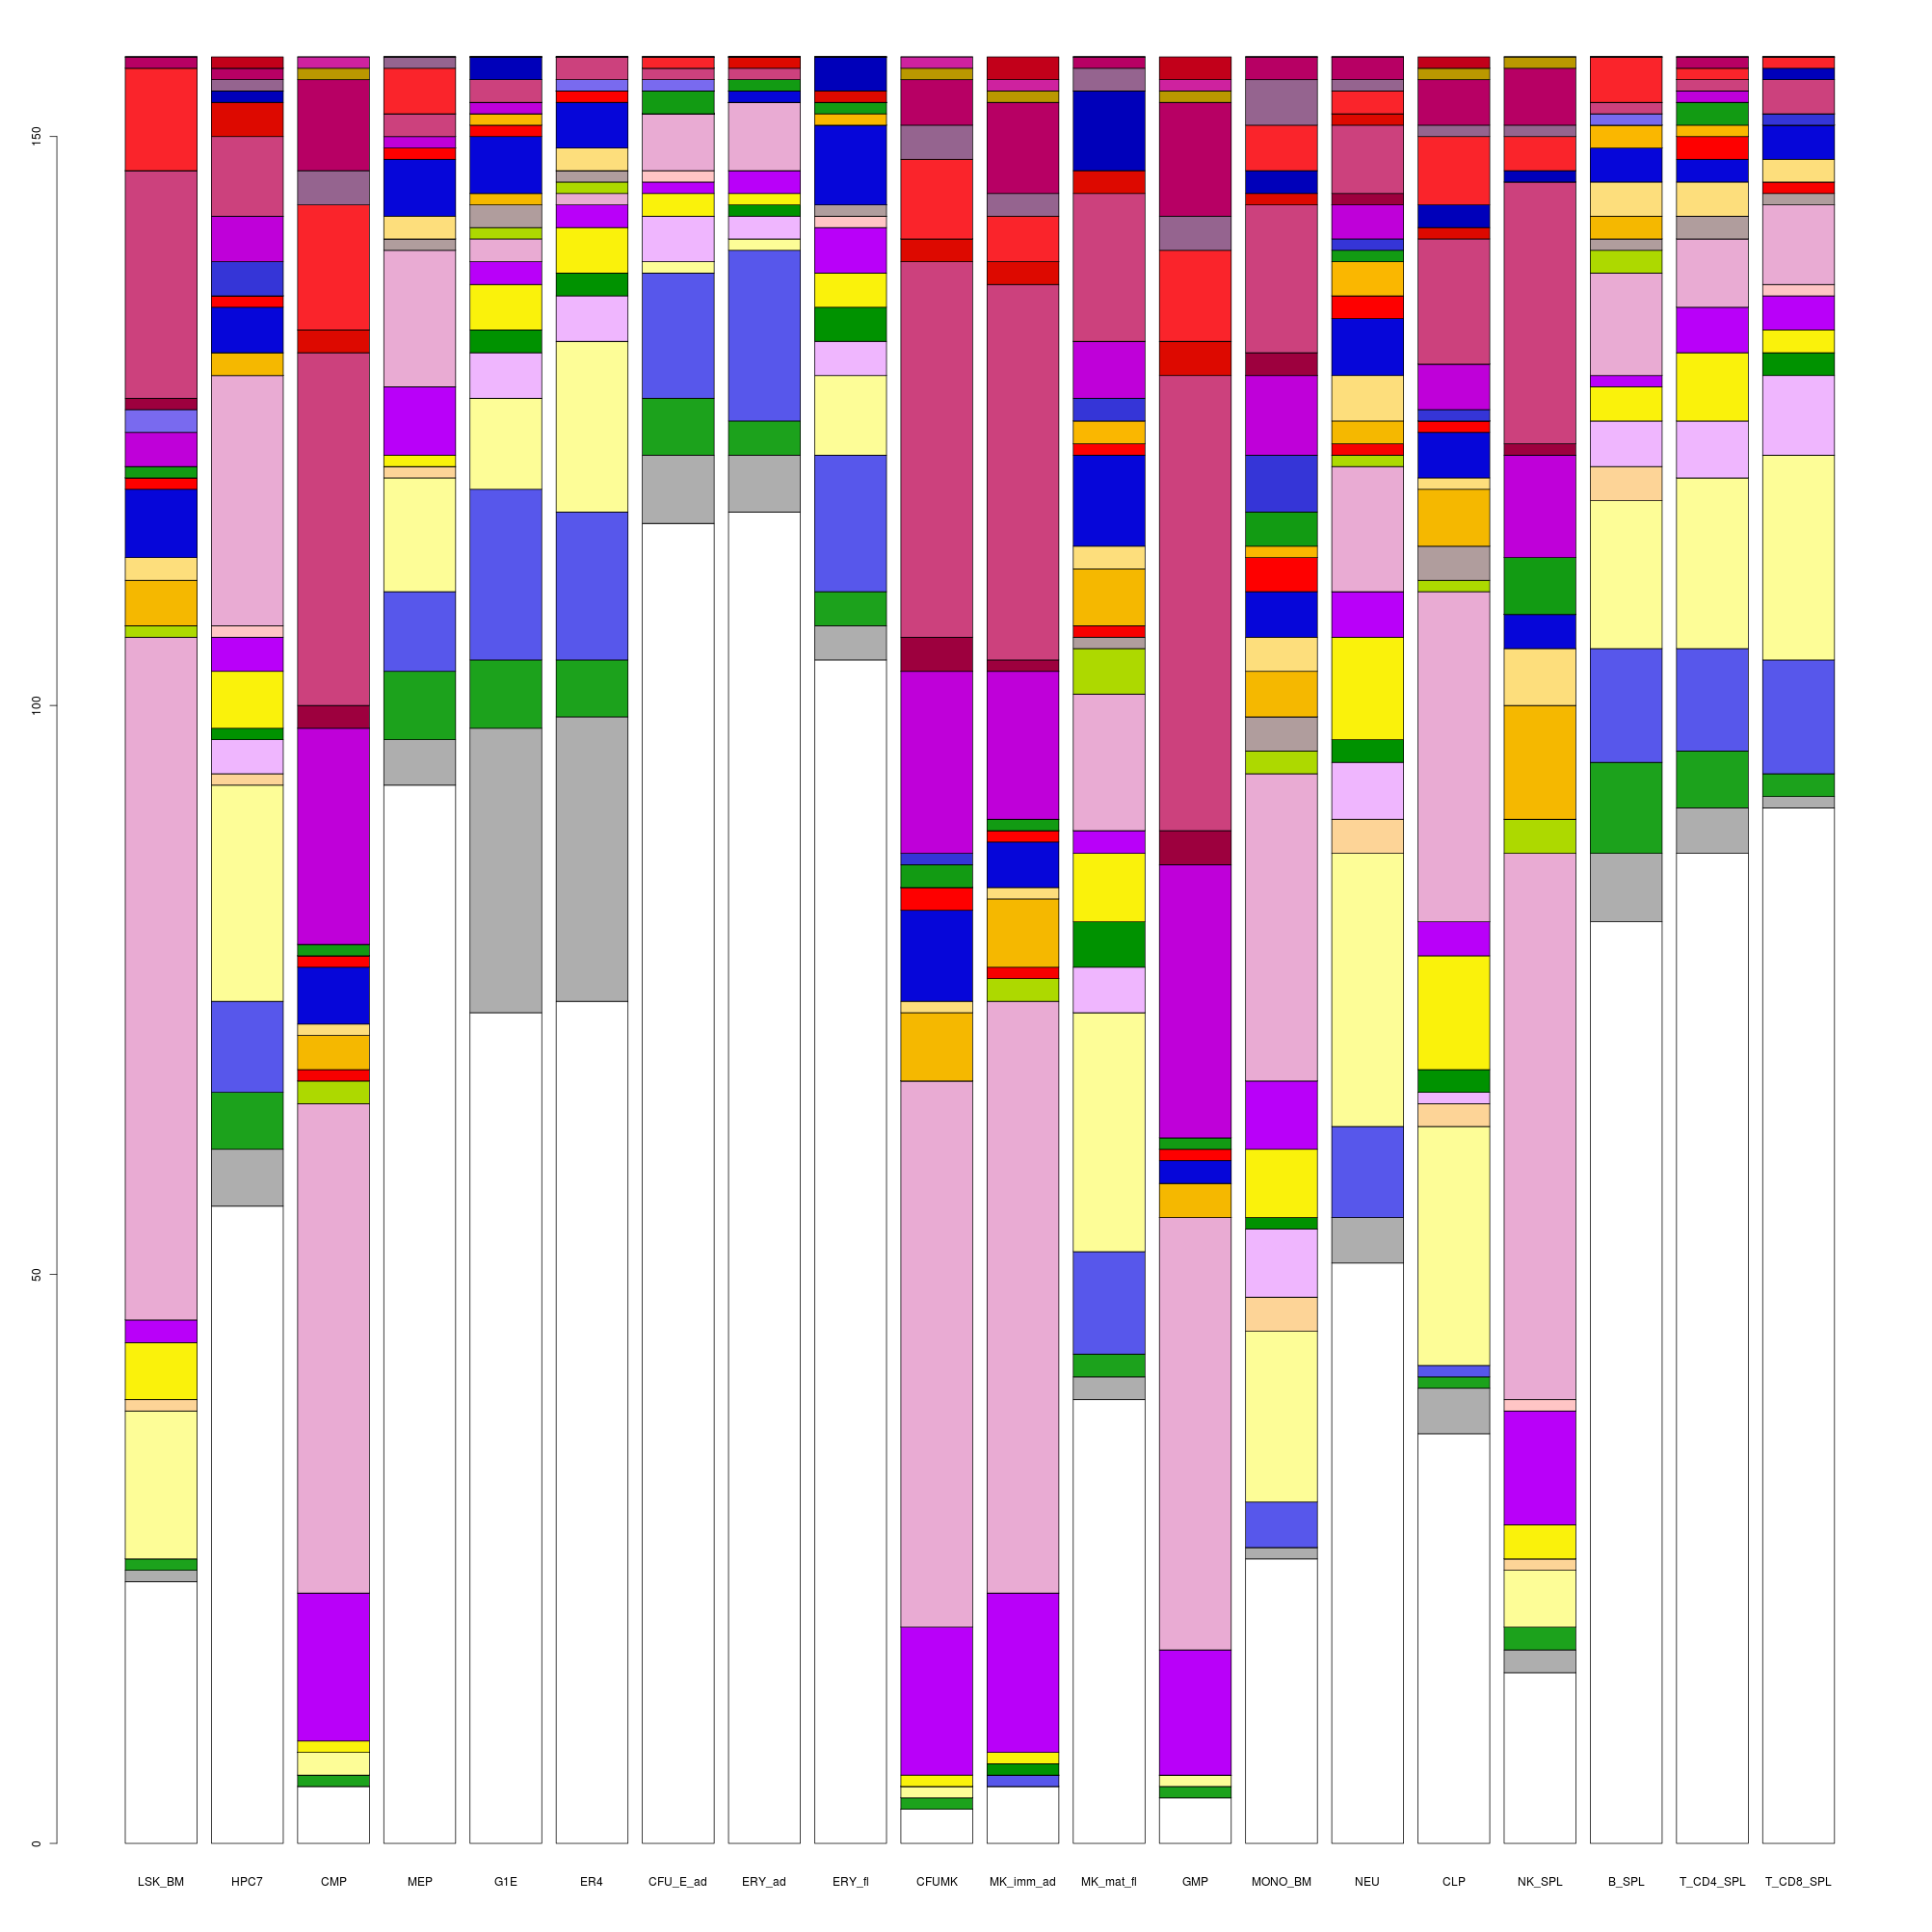 150
100
50
0
LSK_BM HPC7 CMP MEP G1E ER4 CFU_E_ad ERY_ad ERY_fl CFUMK MK_imm_ad MK_mat_fl GMP MONO_BM NEU CLP NK_SPL B_SPL T_CD4_SPL T_CD8_SPL